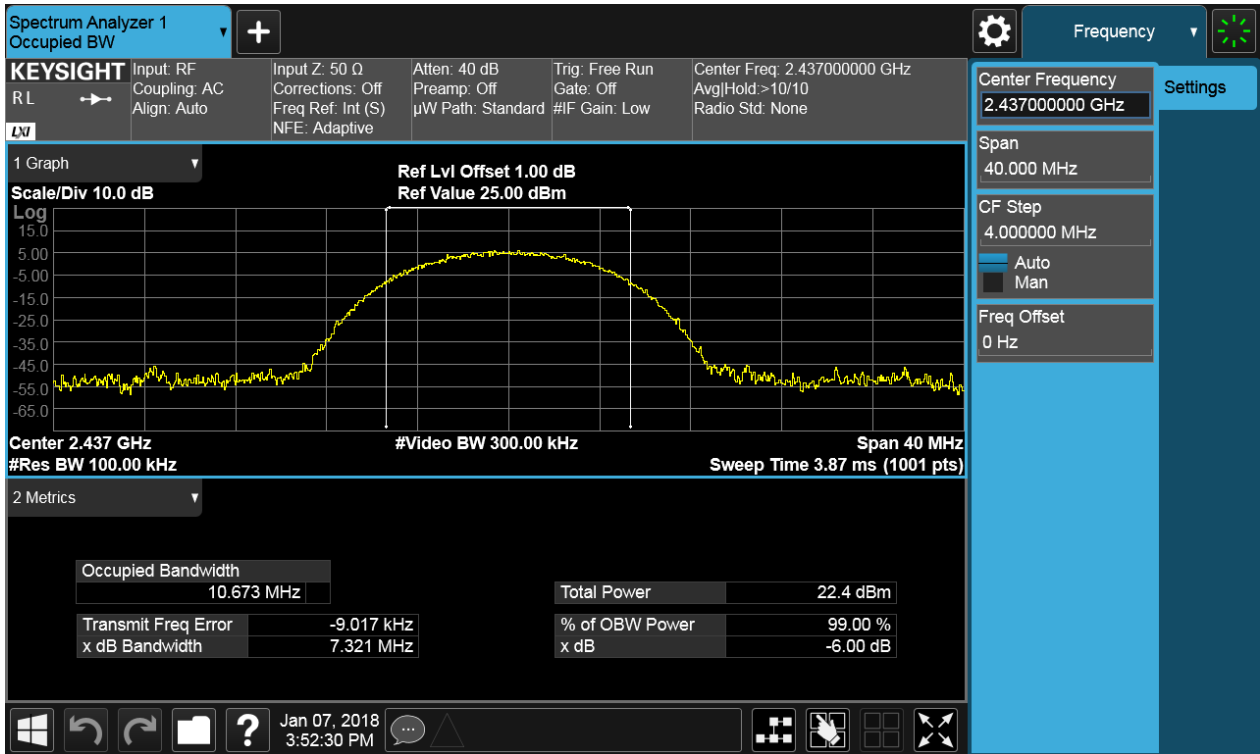 Spectrum Analyzer 1
Occupied BW
+
Frequency
KEYSIGHT
R L
LXI
Input: RF
Coupling: AC
Align: Auto
Input Z: 50 Ω
Corrections: Off
Freq Ref: Int (S)
NFE: Adaptive
Atten: 40 dB
Preamp: Off
µW Path: Standard
Trig: Free Run
Gate: Off
#IF Gain: Low
Center Freq: 2.437000000 GHz
Avg|Hold:>10/10
Radio Std: None
Center Frequency
2.437000000 GHz
Settings
Span
40.000 MHz
CF Step
4.000000 MHz
Auto
Man
Freq Offset
0 Hz
1 Graph
Scale/Div 10.0 dB
Ref Lvl Offset 1.00 dB
Ref Value 25.00 dBm
Log
15.0
5.00
-5.00
-15.0
-25.0
-35.0
-45.0
-55.0
-65.0
Center 2.437 GHz
#Video BW 300.00 kHz
Span 40 MHz
#Res BW 100.00 kHz
Sweep Time 3.87 ms (1001 pts)
2 Metrics
Occupied Bandwidth
10.673 MHz
Total Power 22.4 dBm
Transmit Freq Error -9.017 kHz
% of OBW Power 99.00 %
x dB Bandwidth 7.321 MHz
x dB -6.00 dB
?
Jan 07, 2018
3:52:30 PM